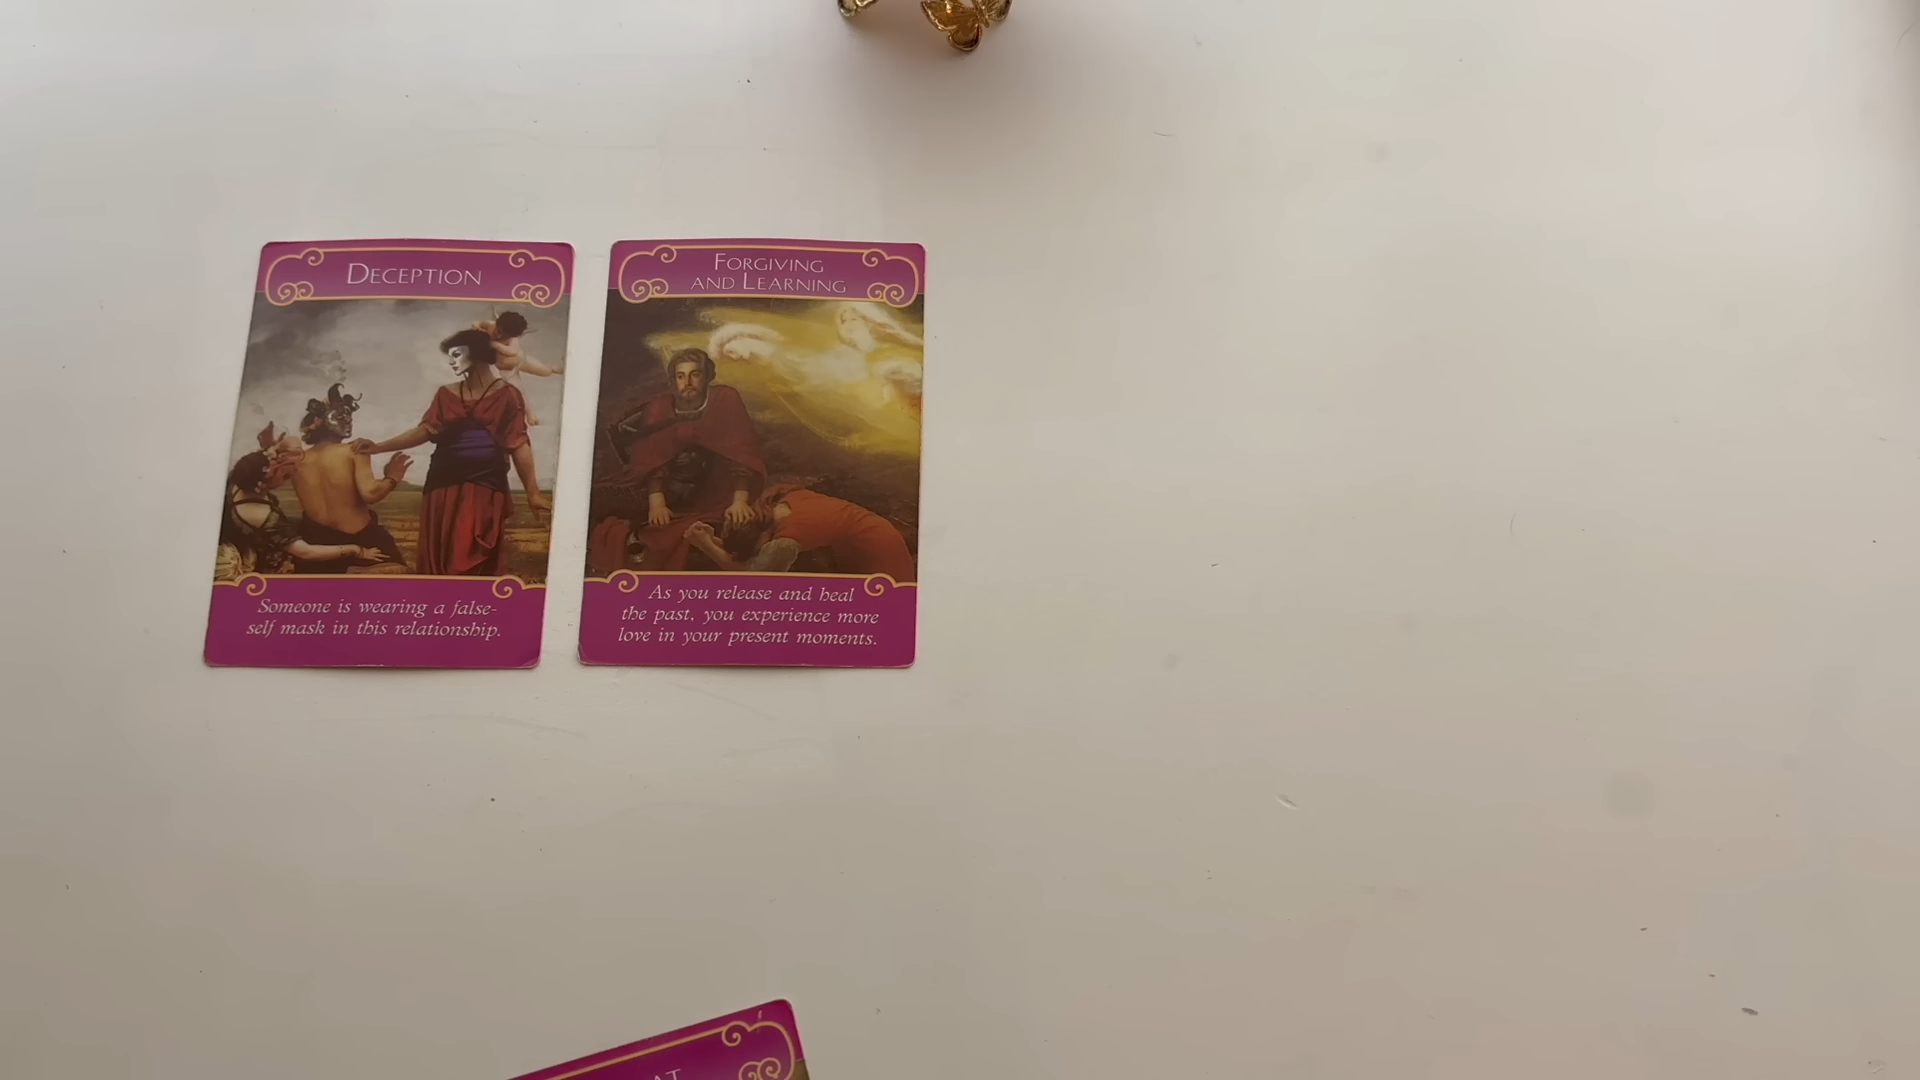 DECEPTION
Someone is wearing a false-
self mask in this relationship.
FORGIVING
AND LEARNING
As you release and heal
the past, you experience more
love in your present moments.